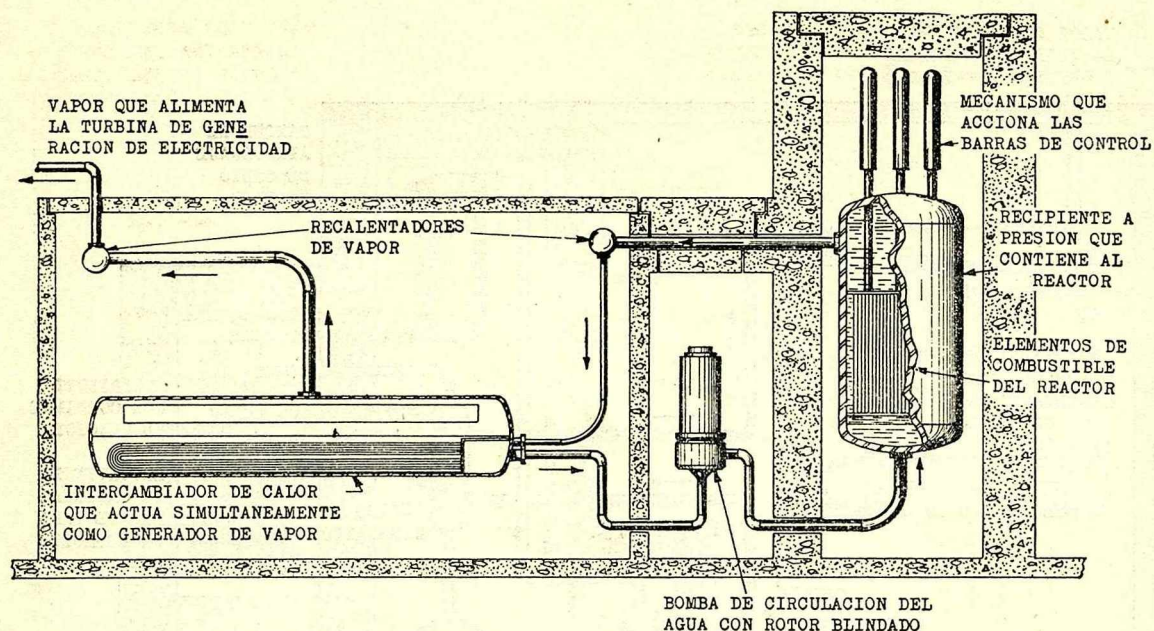 VAPOR QUE ALIMENTA
LA TURBINA DE GENE
RACION DE ELECTRICIDAD
RECALENTADORES
DE VAPOR
MECANISMO QUE
ACCIONA LAS
BARRAS DE CONTROL
RECIPIENTE A
PRESION QUE
CONTIENE AL
REACTOR
ELEMENTOS DE
COMBUSTIBLE
DEL REACTOR
INTERCAMBIADOR DE CALOR
QUE ACTUA SIMULTANEAMENTE
COMO GENERADOR DE VAPOR
BOMBA DE CIRCULACION DEL
AGUA CON ROTOR BLINDADO